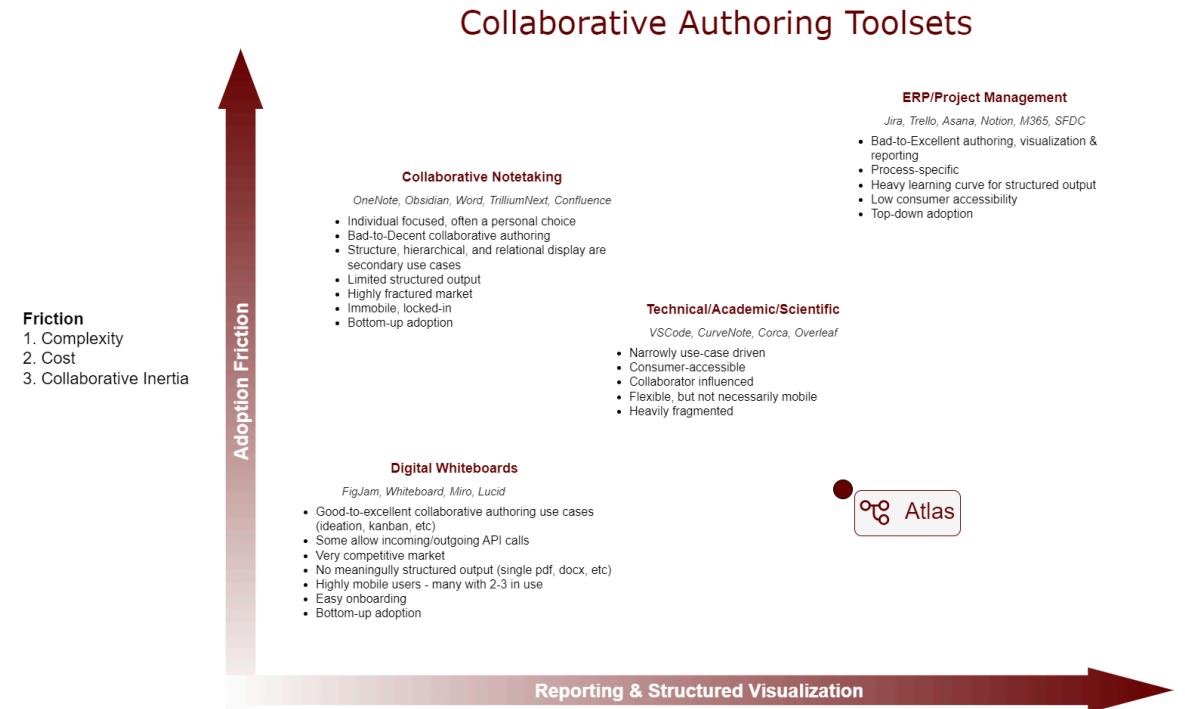 Collaborative Authoring Toolsets
ERP/Project Management
Jira, Trello, Asana, Notion, M365, SFDC
Bad-to-Excellent authoring, visualization &
reporting
Process-specific
Heavy learning curve for structured output
Low consumer accessibility
Top-down adoption
Collaborative Notetaking
OneNote, Obsidian, Word, TrilliumNext, Confluence
Individual focused, often a personal choice
Bad-to-Decent collaborative authoring
Structure, hierarchical, and relational display are
secondary use cases
Limited structured output
Highly fractured market
Immobile, locked-in
Bottom-up adoption
Technical/Academic/Scientific
VSCode, CurveNote, Corca, Overleaf
Narrowly use-case driven
Consumer-accessible
Collaborator influenced
Flexible, but not necessarily mobile
Heavily fragmented
Friction
1. Complexity
2. Cost
3. Collaborative Inertia
Adoption Friction
Digital Whiteboards
FigJam, Whiteboard, Miro, Lucid
Good-to-excellent collaborative authoring use cases
(ideation, kanban, etc)
Some allow incoming/outgoing API calls
Very competitive market
No meaningully structured output (single pdf, docx, etc)
Highly mobile users - many with 2-3 in use
Easy onboarding
Bottom-up adoption
Atlas
Reporting & Structured Visualization